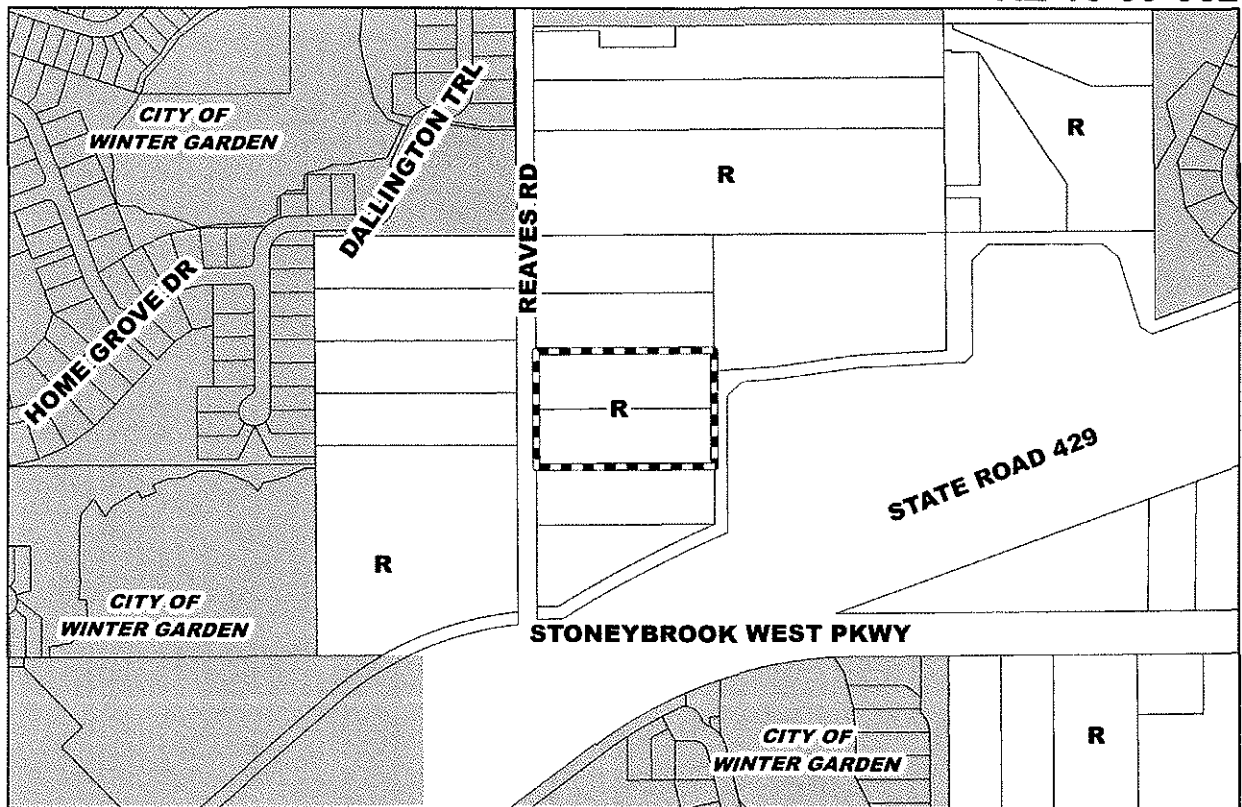 CITY OF
WINTER GARDEN
DALLINGTON TRL
REAVES RD
R
R
HOME GROVE DR
R
STATE ROAD 429
R
CITY OF
WINTER GARDEN
STONEYBROOK WEST PKWY
CITY OF
WINTER GARDEN
R